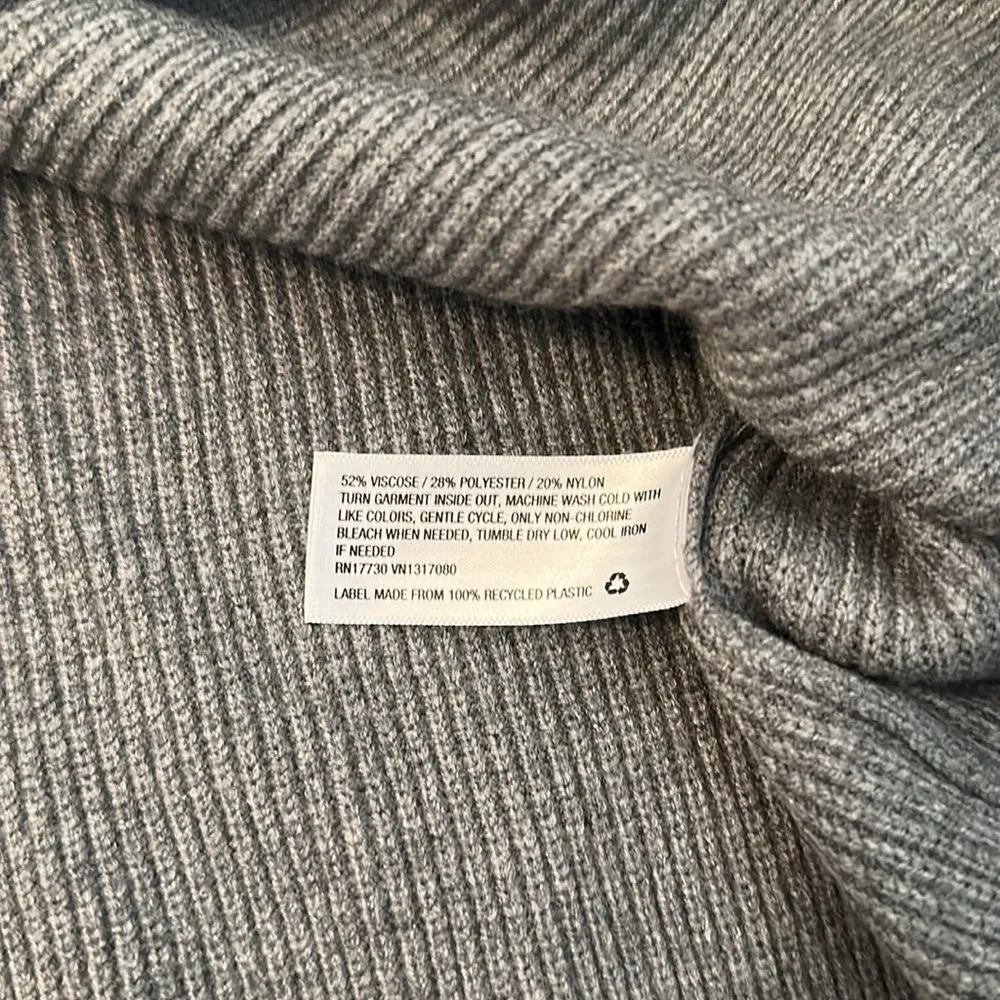 52% VISCOSE / 28% POLYESTER / 20% NYLON
TURN GARMENT INSIDE OUT, MACHINE WASH COLD WITH
LIKE COLORS, GENTLE CYCLE, ONLY NON-CHLORINE
BLEACH WHEN NEEDED, TUMBLE DRY LOW, COOL IRON
IF NEEDED
RN17730 VN1317080
LABEL MADE FROM 100% RECYCLED PLASTIC